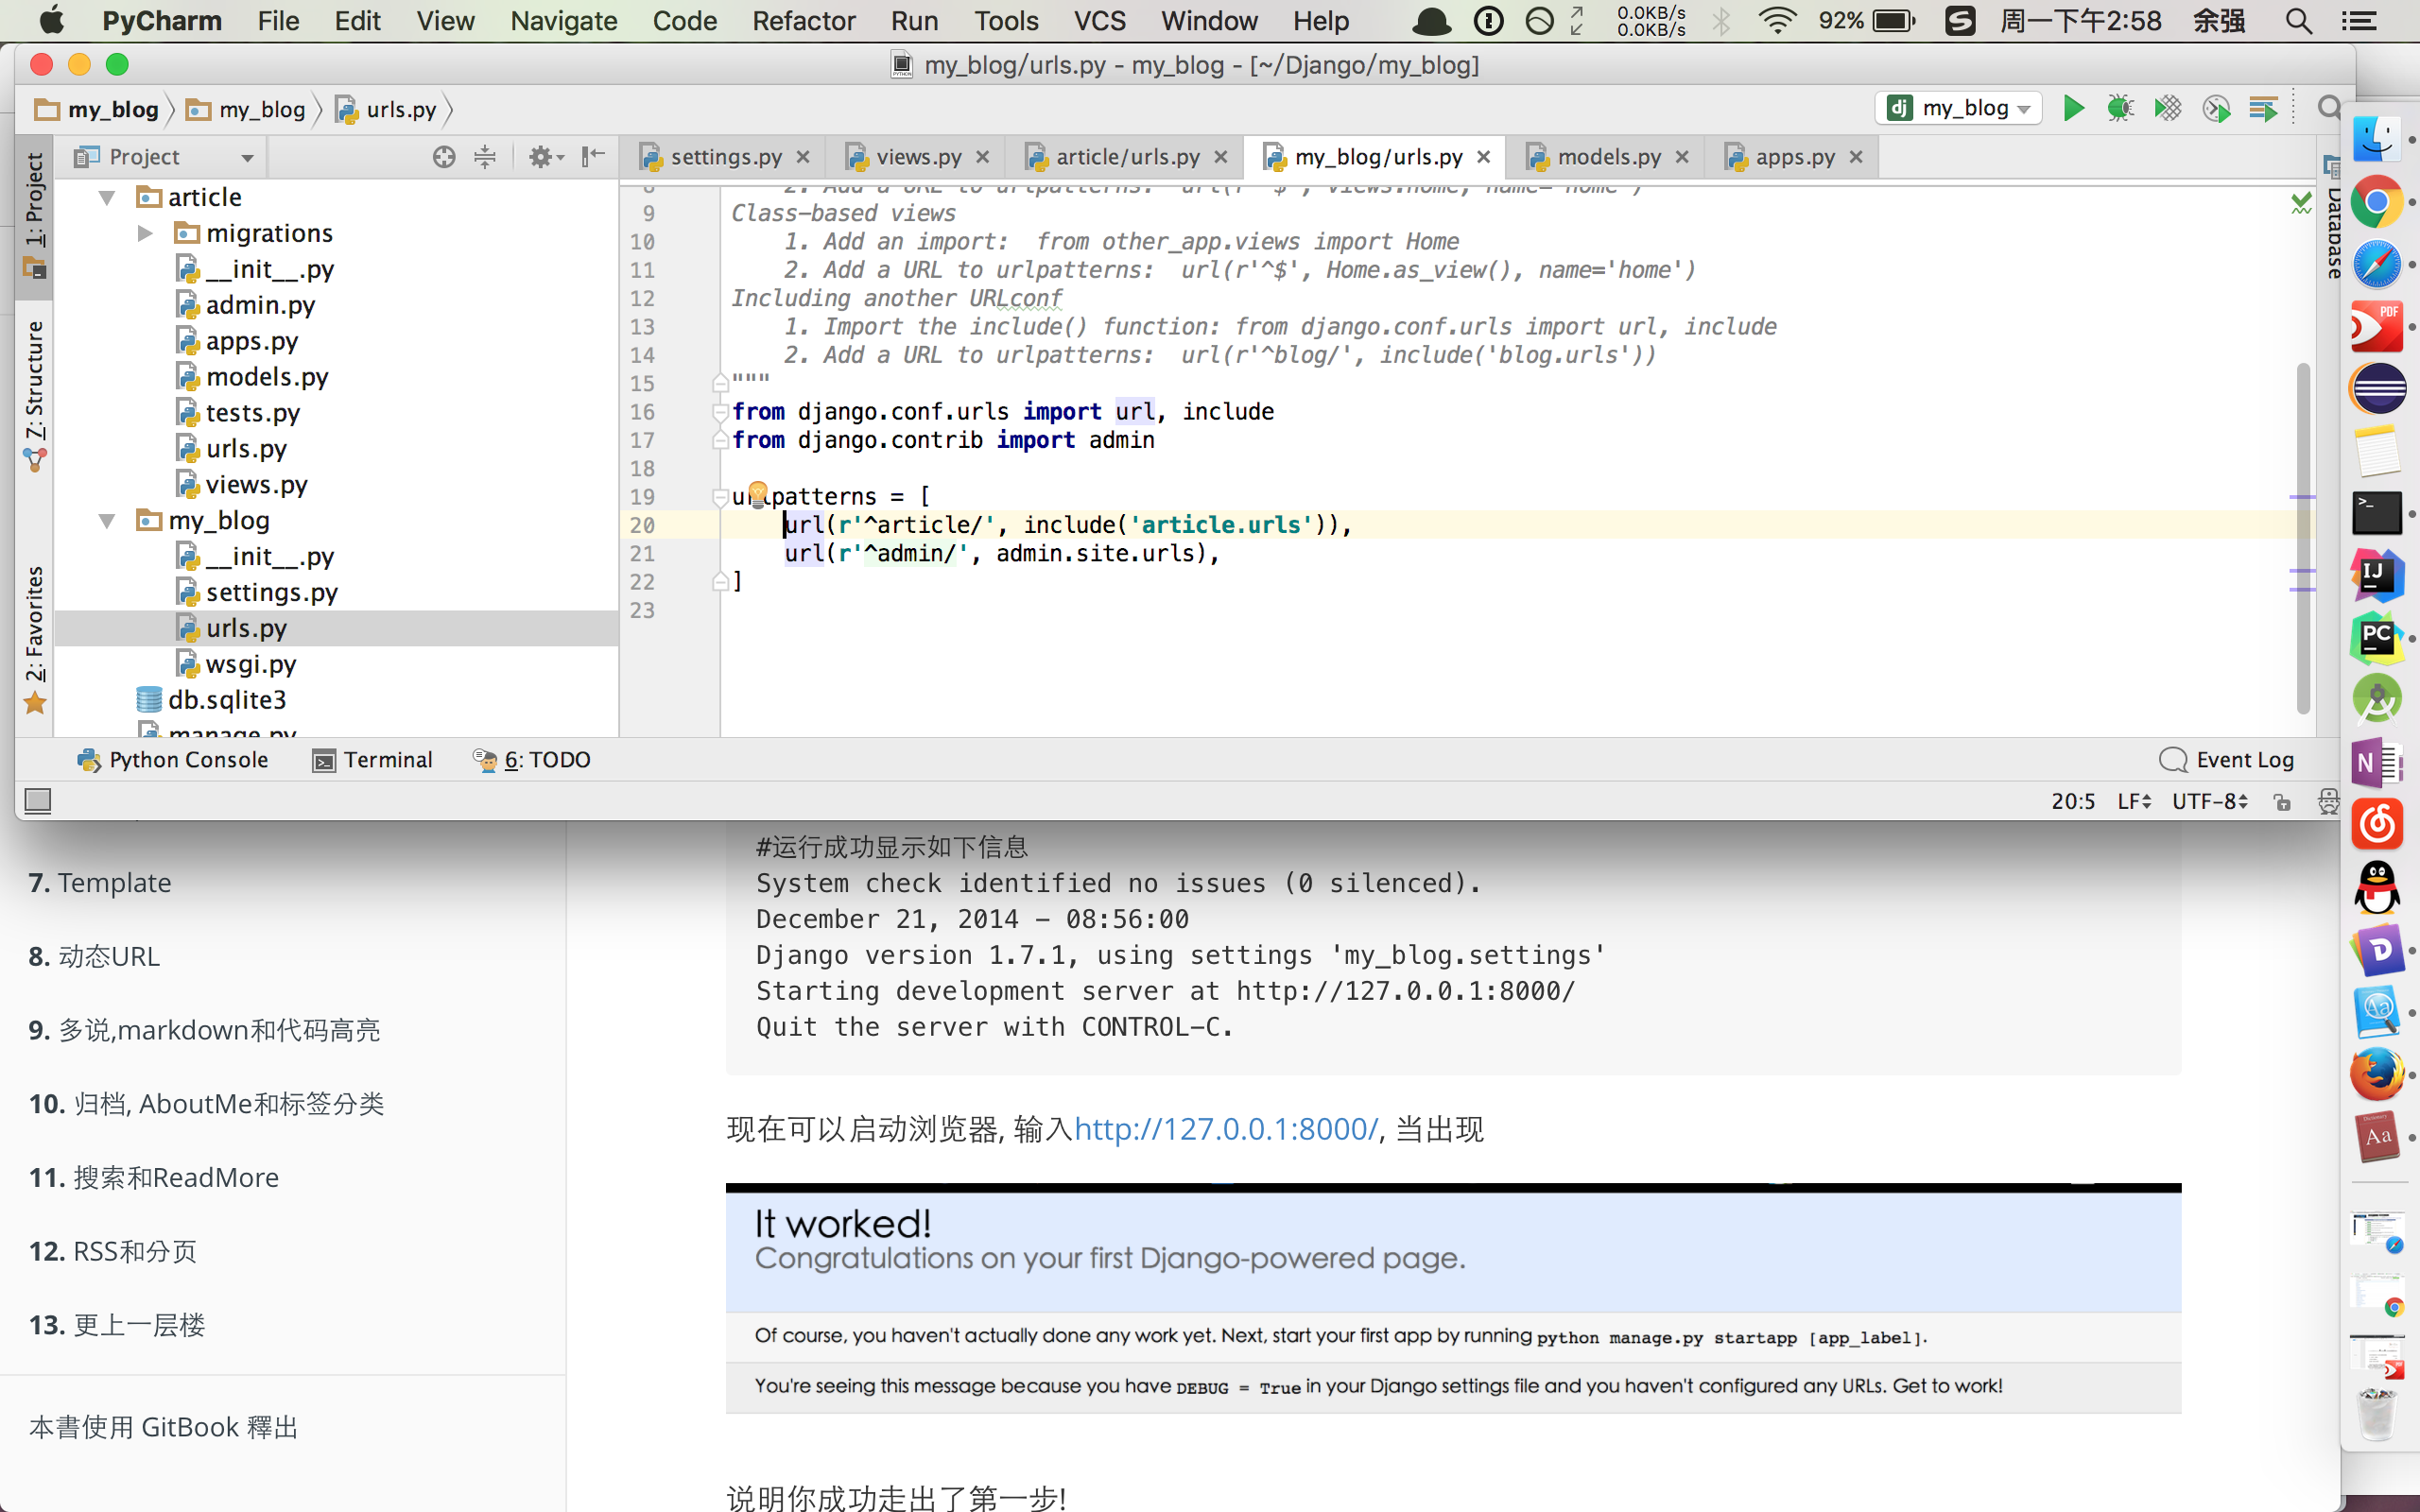 PyCharm File Edit View Navigate Code Refactor Run Tools VCS Window Help 0.0KB/s 0.0KB/s 92% 周一下午2:58 余强
my_blog/urls.py - my_blog - [~/Django/my_blog]
my_blog my_blog urls.py my_blog
Project
settings.py views.py article/urls.py my_blog/urls.py models.py apps.py
1: Project
7: Structure
2: Favorites
article
migrations
__init__.py
admin.py
apps.py
models.py
tests.py
urls.py
views.py
my_blog
__init__.py
settings.py
urls.py
wsgi.py
db.sqlite3
manage.py
8 2. Add a URL to urlpatterns: url(r'^$', views.home, name='home')
9 Class-based views
10 1. Add an import: from other_app.views import Home
11 2. Add a URL to urlpatterns: url(r'^$', Home.as_view(), name='home')
12 Including another URLconf
13 1. Import the include() function: from django.conf.urls import url, include
14 2. Add a URL to urlpatterns: url(r'^blog/', include('blog.urls'))
15 """
16 from django.conf.urls import url, include
17 from django.contrib import admin
18
19 urlpatterns = [
20 url(r'^article/', include('article.urls')),
21 url(r'^admin/', admin.site.urls),
22 ]
23
Database
Python Console Terminal 6: TODO Event Log
20:5 LF UTF-8
7. Template
8. 动态URL
9. 多说,markdown和代码高亮
10. 归档, AboutMe和标签分类
11. 搜索和ReadMore
12. RSS和分页
13. 更上一层楼
本書使用 GitBook 釋出
#运行成功显示如下信息
System check identified no issues (0 silenced).
December 21, 2014 - 08:56:00
Django version 1.7.1, using settings 'my_blog.settings'
Starting development server at http://127.0.0.1:8000/
Quit the server with CONTROL-C.
现在可以启动浏览器, 输入http://127.0.0.1:8000/, 当出现
It worked!
Congratulations on your first Django-powered page.
Of course, you haven't actually done any work yet. Next, start your first app by running python manage.py startapp [app_label].
You're seeing this message because you have DEBUG = True in your Django settings file and you haven't configured any URLs. Get to work!
说明你成功走出了第一步!
PDF
IJ
PC
N
D
Aa
Aa